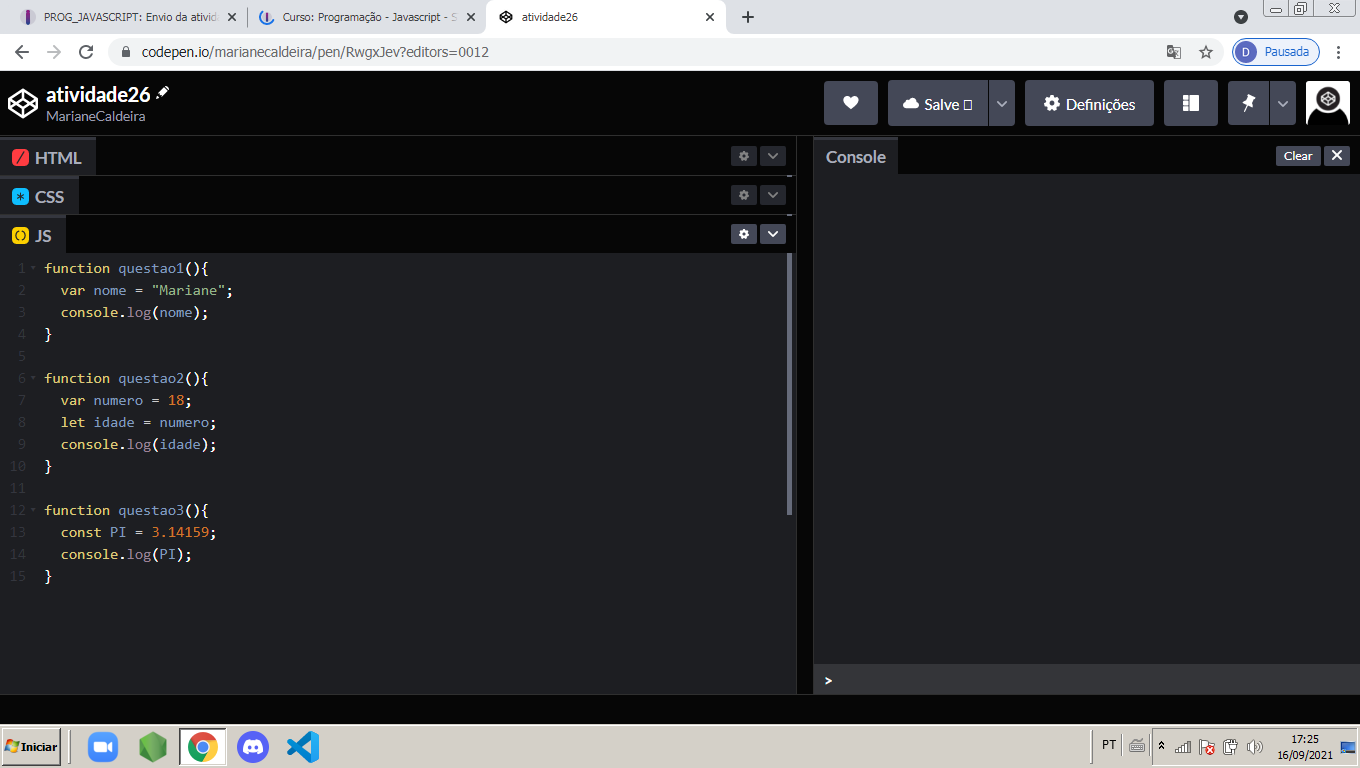 PROG_JAVASCRIPT: Envio da ativid
Curso: Programação - Javascript - S
atividade26
codepen.io/marianecaldeira/pen/RwgxJev?editors=0012
D Pausada
atividade26
MarianeCaldeira
Salve
Definições
HTML
CSS
JS
1 function questao1(){
2 var nome = "Mariane";
3 console.log(nome);
4 }
5
6 function questao2(){
7 var numero = 18;
8 let idade = numero;
9 console.log(idade);
10 }
11
12 function questao3(){
13 const PI = 3.14159;
14 console.log(PI);
15 }
Console
Clear
>
Iniciar
PT
17:25
16/09/2021